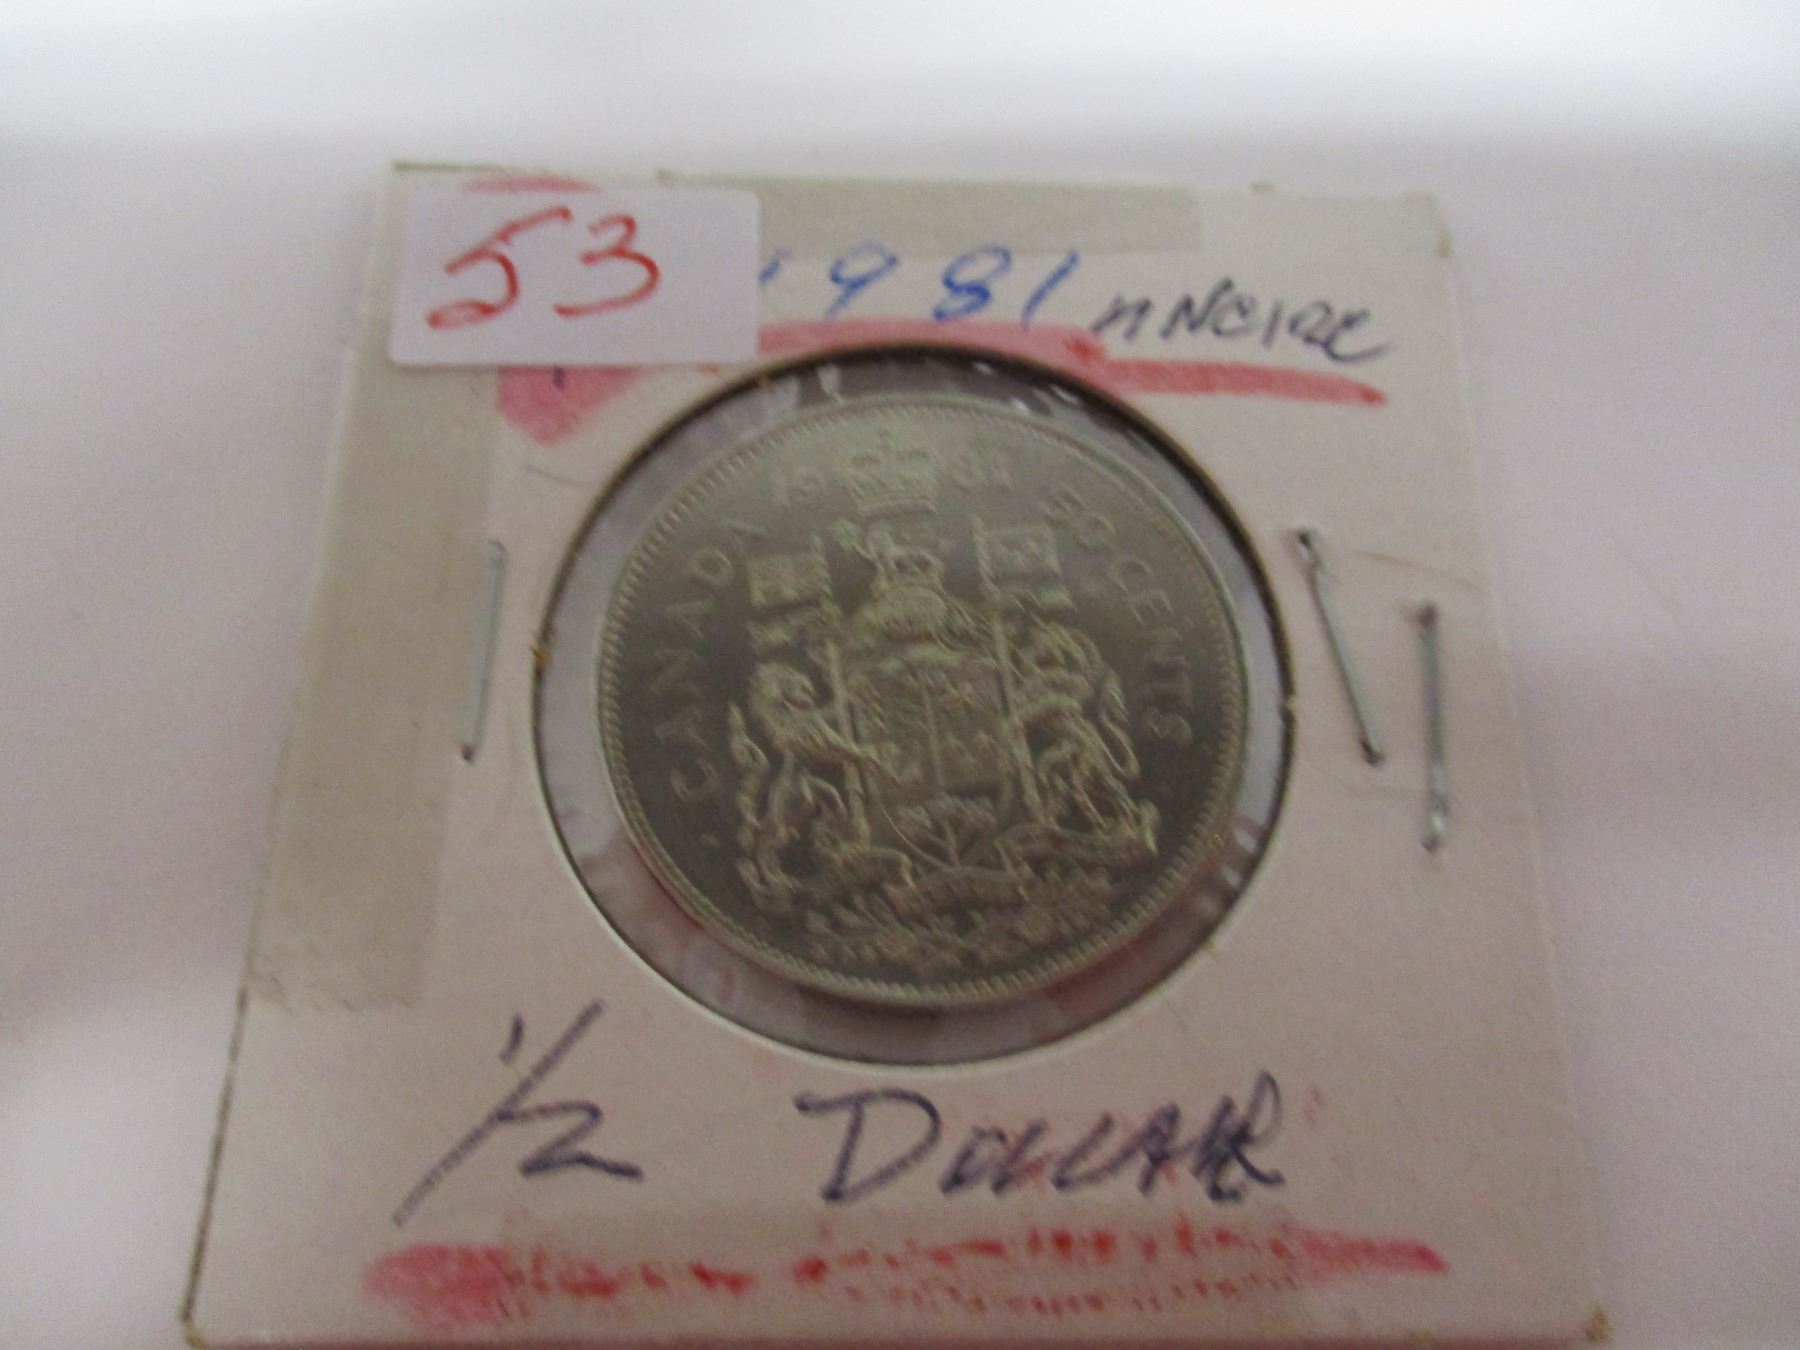 53
1981 UNCIRC
CANADA 1981 50 CENTS
1/2 DOLLAR